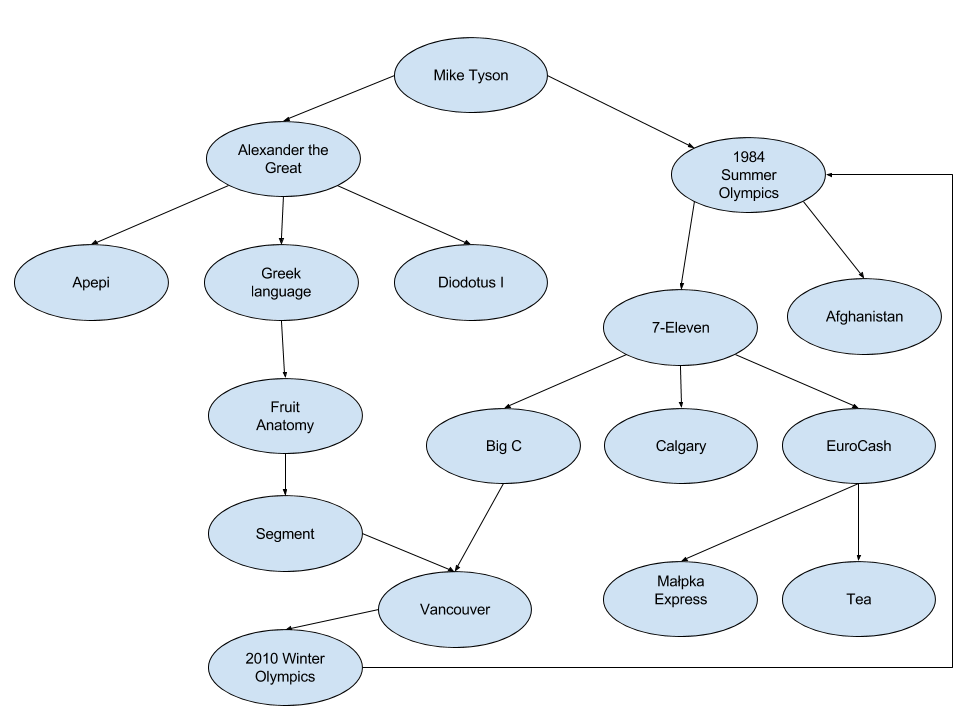 Mike Tyson
Alexander the
Great
1984
Summer
Olympics
Apepi
Greek
language
Diodotus I
7-Eleven
Afghanistan
Fruit
Anatomy
Big C
Calgary
EuroCash
Segment
Vancouver
Małpka
Express
Tea
2010 Winter
Olympics